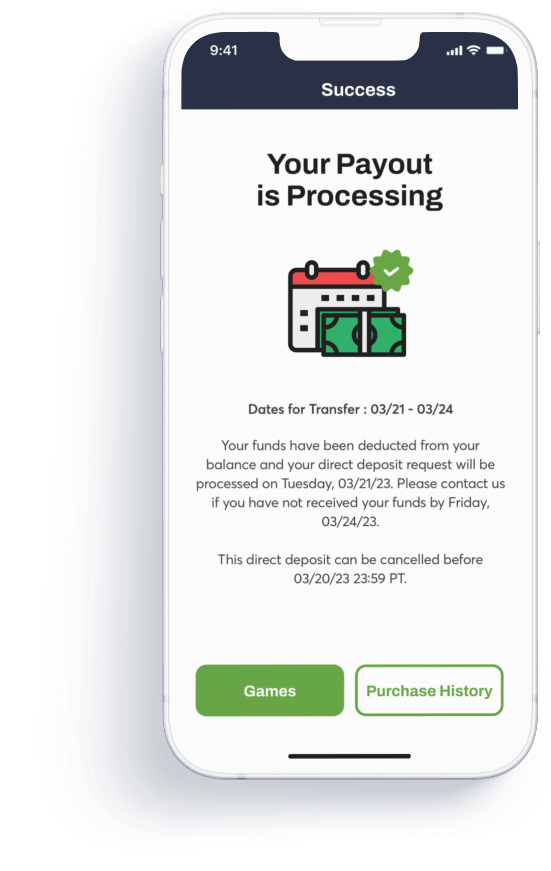 9:41
Success
Your Payout
is Processing
Dates for Transfer : 03/21 - 03/24
Your funds have been deducted from your
balance and your direct deposit request will be
processed on Tuesday, 03/21/23. Please contact us
if you have not received your funds by Friday,
03/24/23.
This direct deposit can be cancelled before
03/20/23 23:59 PT.
Games
Purchase History